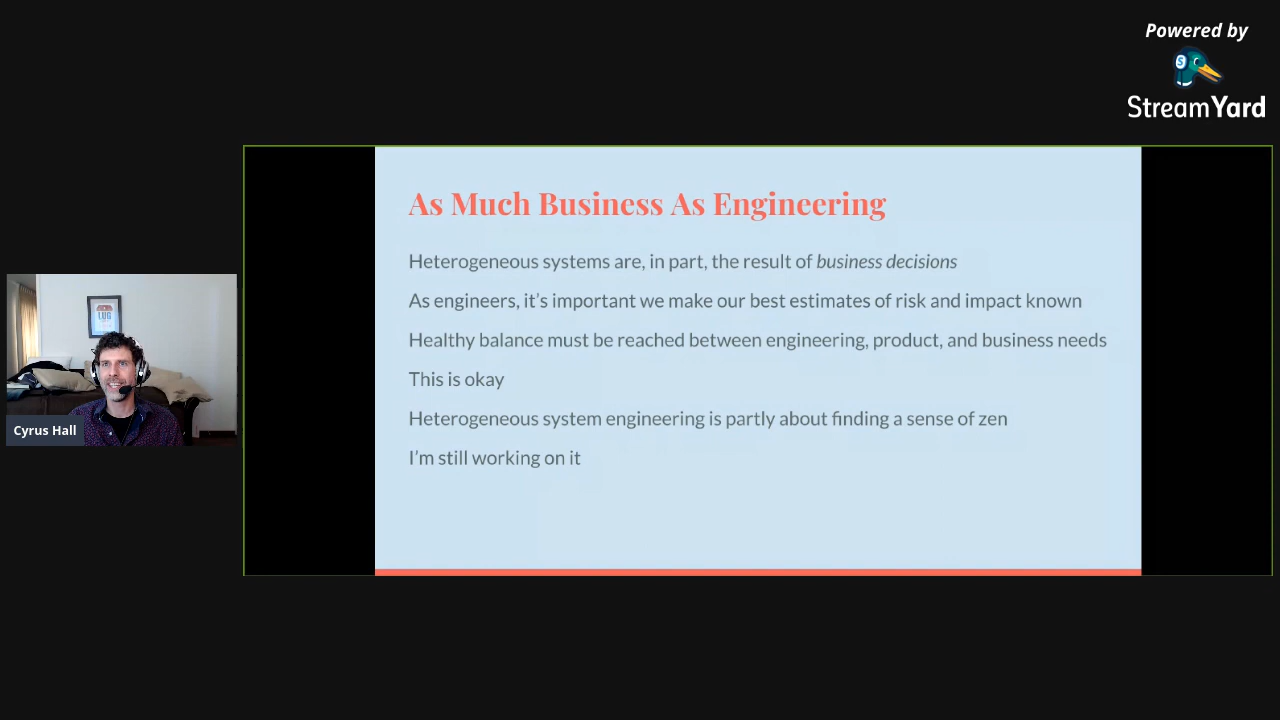 Powered by
StreamYard
As Much Business As Engineering
Heterogeneous systems are, in part, the result of business decisions
As engineers, it's important we make our best estimates of risk and impact known
Healthy balance must be reached between engineering, product, and business needs
This is okay
Heterogeneous system engineering is partly about finding a sense of zen
I'm still working on it
Cyrus Hall